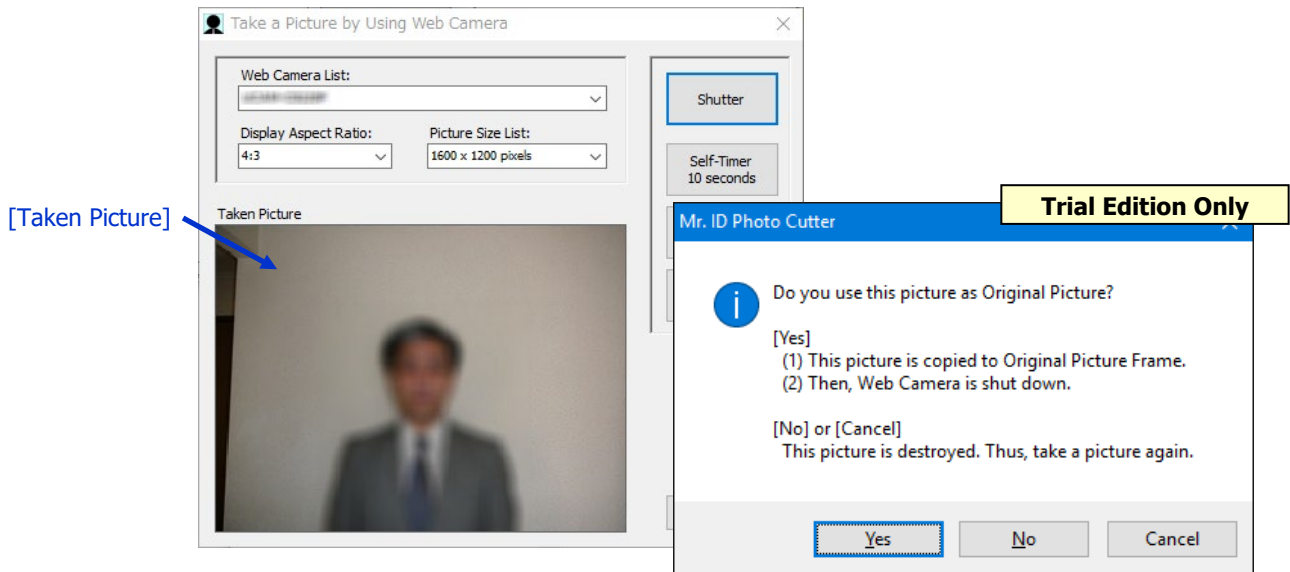 Take a Picture by Using Web Camera
Web Camera List:
Display Aspect Ratio:
Picture Size List:
4:3
1600 x 1200 pixels
Shutter
Self-Timer
10 seconds
[Taken Picture]
Taken Picture
Trial Edition Only
Mr. ID Photo Cutter
Do you use this picture as Original Picture?
[Yes]
(1) This picture is copied to Original Picture Frame.
(2) Then, Web Camera is shut down.
[No] or [Cancel]
This picture is destroyed. Thus, take a picture again.
Yes
No
Cancel